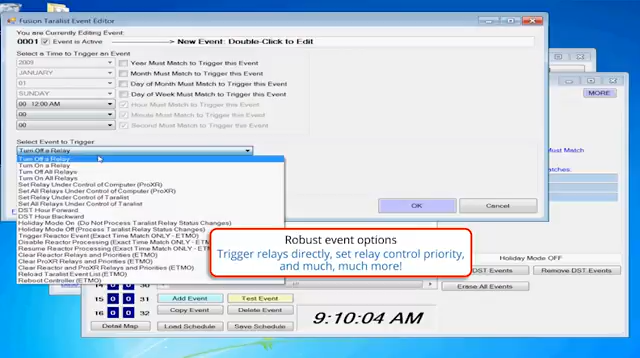 Fusion Taralist Event Editor
You are Currently Editing Event:
0001 Event is Active
New Event: Double-Click to Edit
Select a Time to Trigger an Event
2009
Year Must Match to Trigger this Event
JANUARY
Month Must Match to Trigger this Event
01
Day of Month Must Match to Trigger this Event
SUNDAY
Day of Week Must Match to Trigger this Event
00 12:00 AM
Hour Must Match to Trigger this Event
00
Minute Must Match to Trigger this Event
00
Second Must Match to Trigger this Event
Select Event to Trigger
Turn Off a Relay
Turn Off a Relay
Turn On a Relay
Turn Off All Relays
Turn On All Relays
Set Relay Under Control of Computer (ProXR)
Set All Relays Under Control of Computer (ProXR)
Set Relay Under Control of Taralist
Set All Relays Under Control of Taralist
DST Hour Forward
DST Hour Backward
Holiday Mode On (Do Not Process Taralist Relay Status Changes)
Holiday Mode Off (Process Taralist Relay Status Changes)
Trigger Reactor Event (Exact Time Match ONLY - ETMO)
Disable Reactor Processing (Exact Time Match ONLY - ETMO)
Resume Reactor Processing (Exact Time Match ONLY - ETMO)
Clear Reactor Relays and Priorities (ETMO)
Clear ProXR Relays and Priorities (ETMO)
Clear Reactor and ProXR Relays and Priorities (ETMO)
Reload Taralist Event List (ETMO)
Reboot Controller (ETMO)
OK
Cancel
MORE
Must Match
atches:
Robust event options
Trigger relays directly, set relay control priority,
and much, much more!
Holiday Mode OFF
DST Events
Remove DST Events
Erase All Events
14 0 0 30
15 0 0 31
16 0 0 32
Add Event
Test Event
Copy Event
Delete Event
Detail Map
Load Schedule
Save Schedule
9:10:04 AM